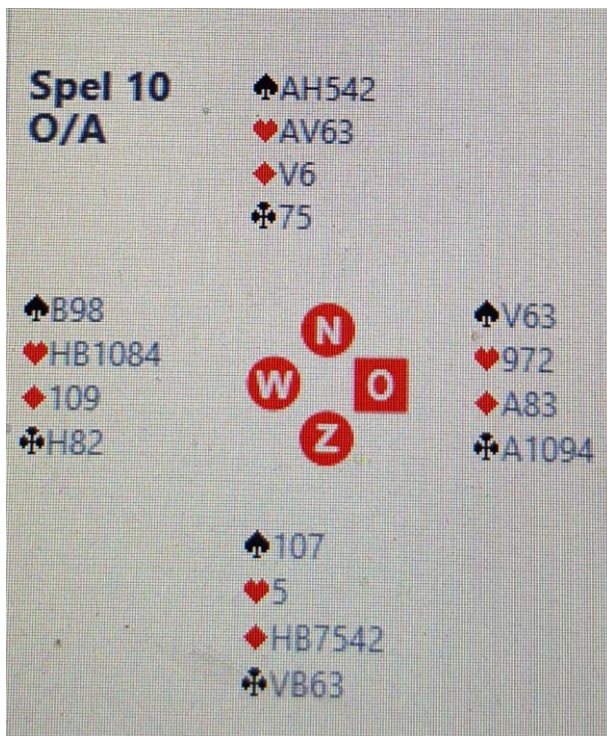 Spel 10
O/A
♠AH542
♥AV63
♦V6
♣75
♠B98
♥HB1084
♦109
♣H82
N
W
O
Z
♠V63
♥972
♦A83
♣A1094
♠107
♥5
♦HB7542
♣VB63